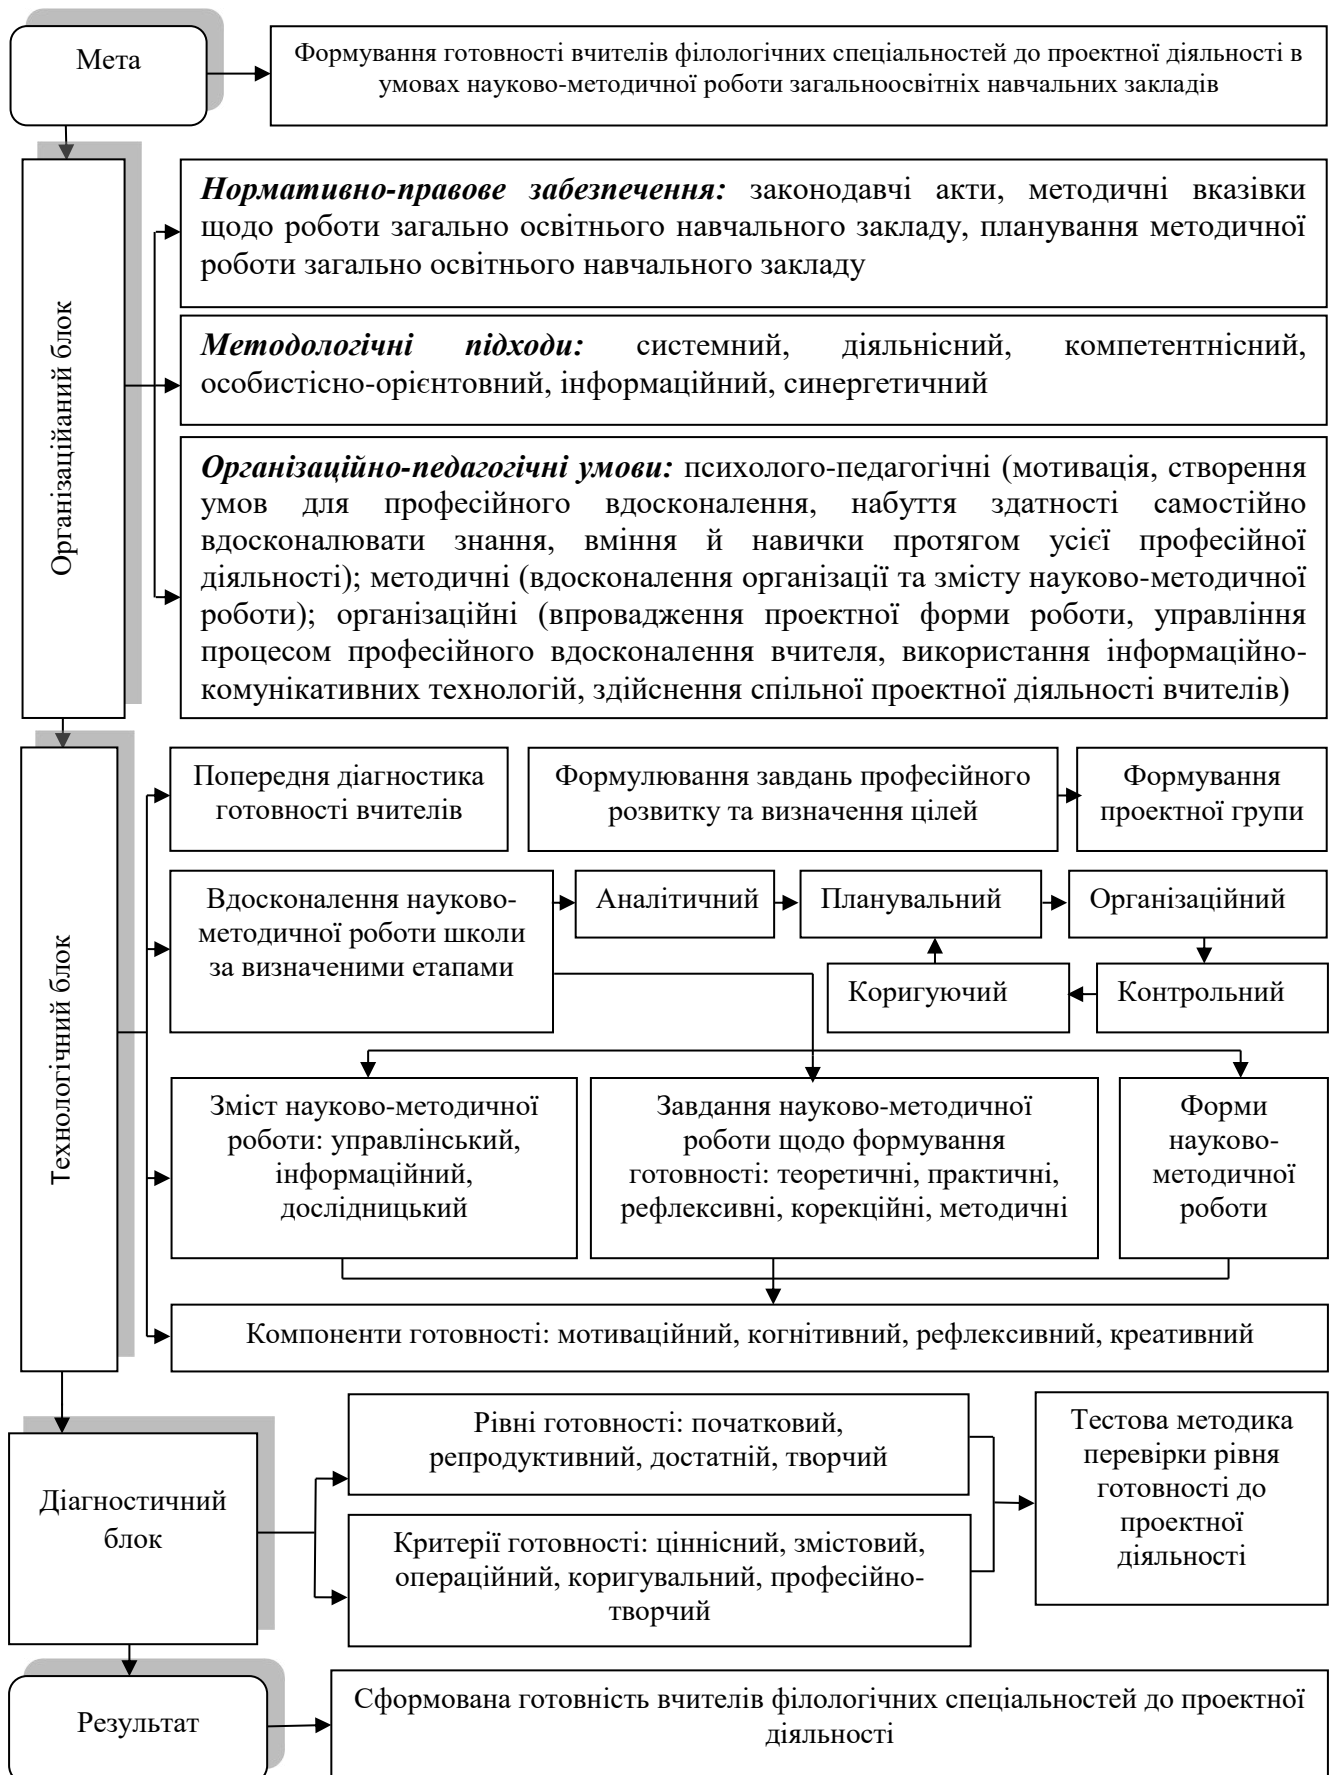 Мета
Формування готовності вчителів філологічних спеціальностей до проектної діяльності в
умовах науково-методичної роботи загальноосвітніх навчальних закладів
Організаційаний блок
Нормативно-правове забезпечення: законодавчі акти, методичні вказівки
щодо роботи загально освітнього навчального закладу, планування методичної
роботи загально освітнього навчального закладу
Методологічні підходи: системний, діяльнісний, компетентнісний,
особистісно-орієнтовний, інформаційний, синергетичний
Організаційно-педагогічні умови: психолого-педагогічні (мотивація, створення
умов для професійного вдосконалення, набуття здатності самостійно
вдосконалювати знання, вміння й навички протягом усієї професійної
діяльності); методичні (вдосконалення організації та змісту науково-методичної
роботи); організаційні (впровадження проектної форми роботи, управління
процесом професійного вдосконалення вчителя, використання інформаційно-
комунікативних технологій, здійснення спільної проектної діяльності вчителів)
Технологічний блок
Попередня діагностика
готовності вчителів
Формулювання завдань професійного
розвитку та визначення цілей
Формування
проектної групи
Вдосконалення науково-
методичної роботи школи
за визначеними етапами
Аналітичний
Планувальний
Організаційний
Коригуючий
Контрольний
Зміст науково-методичної
роботи: управлінський,
інформаційний,
дослідницький
Завдання науково-методичної
роботи щодо формування
готовності: теоретичні, практичні,
рефлексивні, корекційні, методичні
Форми
науково-
методичної
роботи
Компоненти готовності: мотиваційний, когнітивний, рефлексивний, креативний
Діагностичний
блок
Рівні готовності: початковий,
репродуктивний, достатній, творчий
Критерії готовності: ціннісний, змістовий,
операційний, коригувальний, професійно-
творчий
Тестова методика
перевірки рівня
готовності до
проектної
діяльності
Результат
Сформована готовність вчителів філологічних спеціальностей до проектної
діяльності